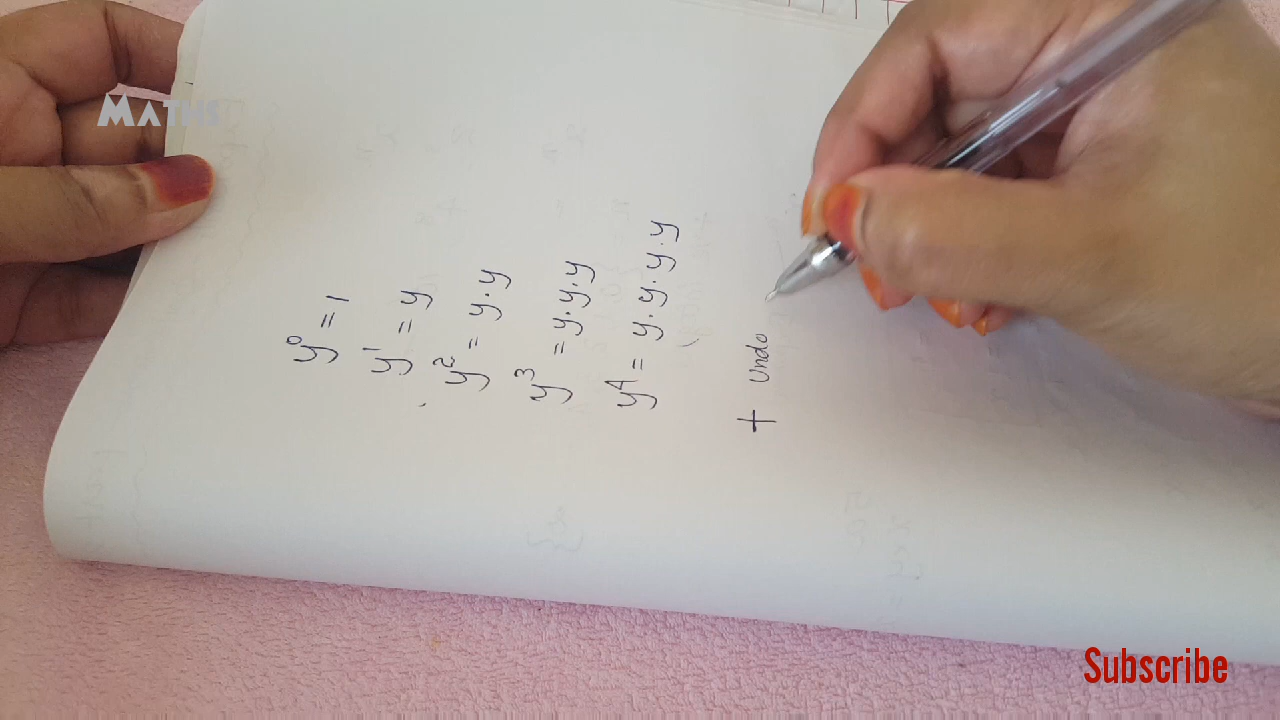 MATHS
y⁰ = 1
y¹ = y
y² = y.y
y³ = y.y.y
y⁴ = y.y.y.y
+ undo
Subscribe